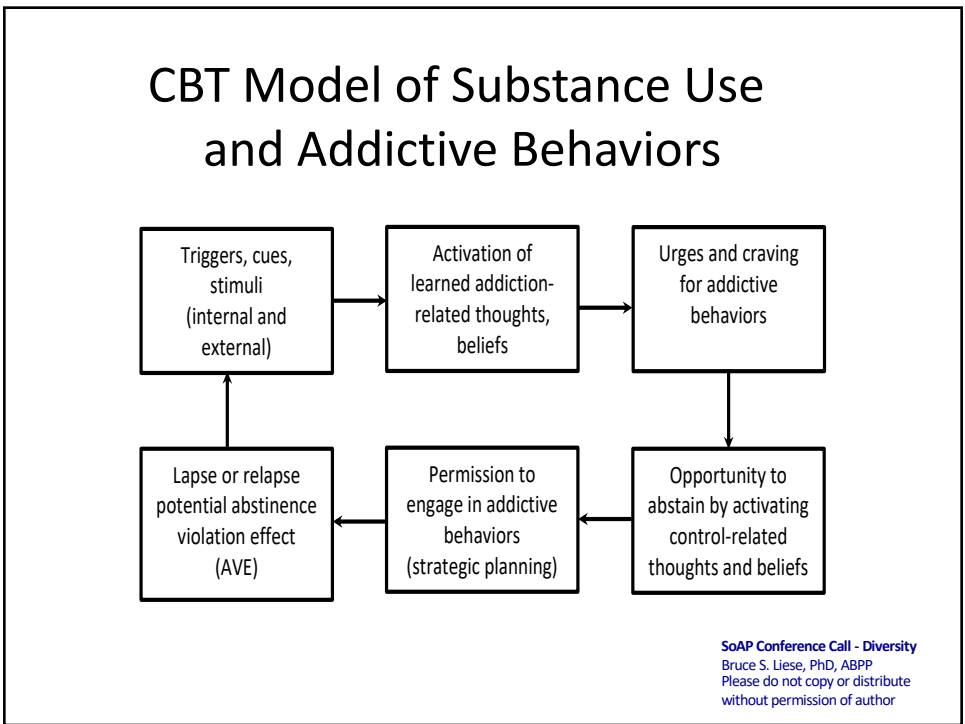 CBT Model of Substance Use
and Addictive Behaviors
Triggers, cues,
stimuli
(internal and
external)
Activation of
learned addiction-
related thoughts,
beliefs
Urges and craving
for addictive
behaviors
Lapse or relapse
potential abstinence
violation effect
(AVE)
Permission to
engage in addictive
behaviors
(strategic planning)
Opportunity to
abstain by activating
control-related
thoughts and beliefs
SoAP Conference Call - Diversity
Bruce S. Liese, PhD, ABPP
Please do not copy or distribute
without permission of author